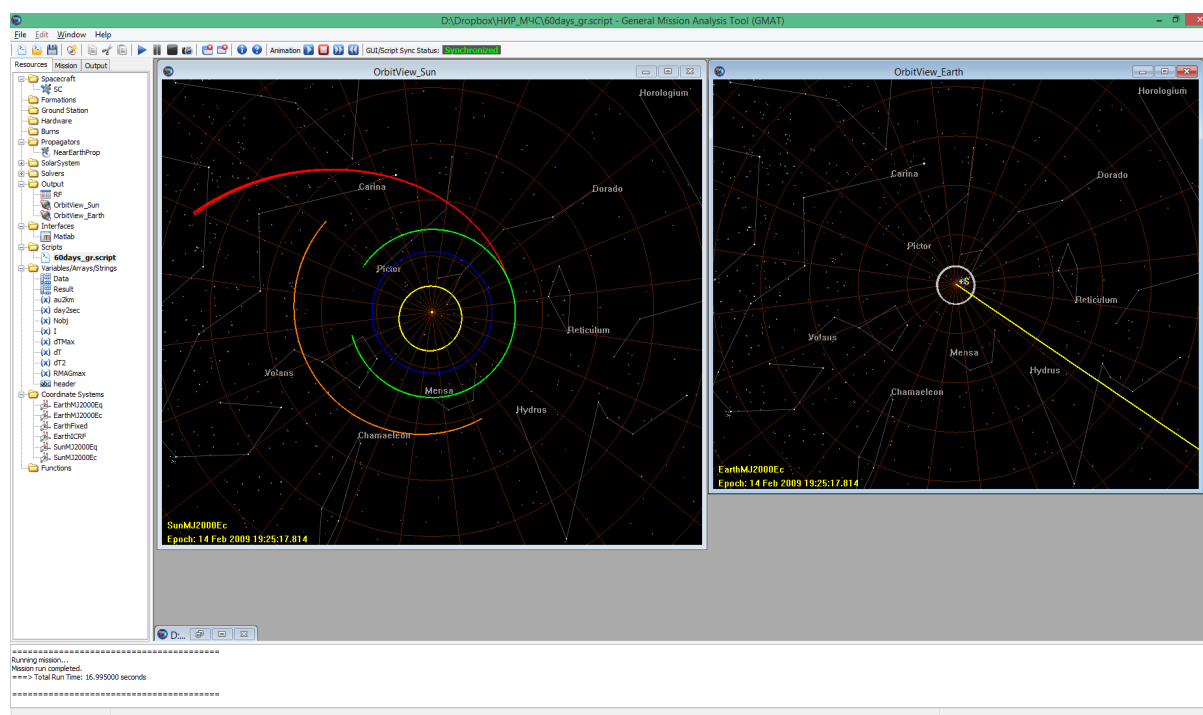 D:\Dropbox\НИР_МЧС\60days_gr.script - General Mission Analysis Tool (GMAT)
File Edit Window Help
Animation GUI/Script Sync Status: Synchronized
Resources Mission Output
Spacecraft
SC
Formations
Ground Station
Hardware
Burns
Propagators
NearEarthProp
SolarSystem
Solvers
Output
RF
OrbitView_Sun
OrbitView_Earth
Interfaces
Matlab
Scripts
60days_gr.script
Variables/Arrays/Strings
Data
Result
(x) au2km
(x) day2sec
(x) Nobj
(x) I
(x) dTMax
(x) dT
(x) dT2
(x) RMAGmax
abc header
Coordinate Systems
EarthMJ2000Eq
EarthMJ2000Ec
EarthFixed
EarthICRF
SunMJ2000Eq
SunMJ2000Ec
Functions
OrbitView_Sun
Horologium
Carina
Dorado
Pictor
Reticulum
Volans
Mensa
Hydrus
Chamaeleon
SunMJ2000Ec
Epoch: 14 Feb 2009 19:25:17.814
OrbitView_Earth
Horologium
Carina
Dorado
Pictor
Reticulum
Volans
Mensa
Hydrus
Chamaeleon
EarthMJ2000Ec
Epoch: 14 Feb 2009 19:25:17.814
D:...
========================================
Running mission...
Mission run completed.
===> Total Run Time: 16.995000 seconds
========================================